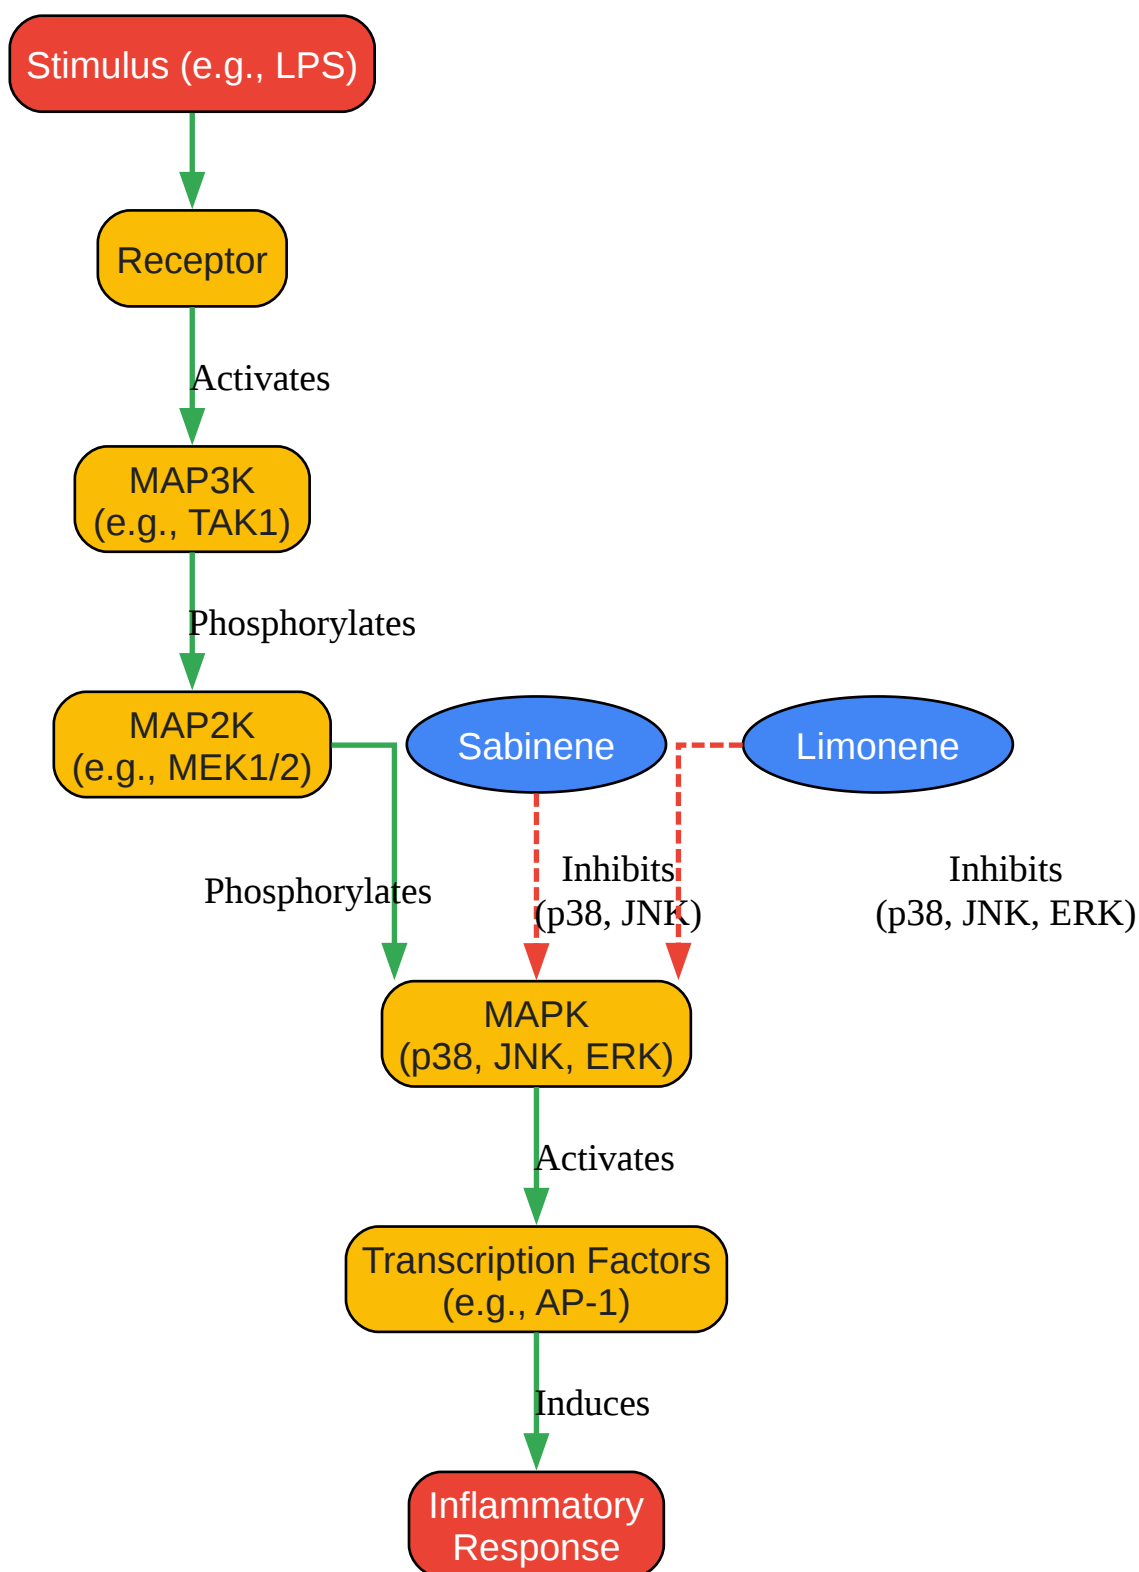 Stimulus (e.g., LPS)
Receptor
Activates
MAP3K
(e.g., TAK1)
Phosphorylates
MAP2K
(e.g., MEK1/2)
Sabinene
Limonene
Phosphorylates
Inhibits
(p38, JNK)
Inhibits
(p38, JNK, ERK)
MAPK
(p38, JNK, ERK)
Activates
Transcription Factors
(e.g., AP-1)
Induces
Inflammatory
Response